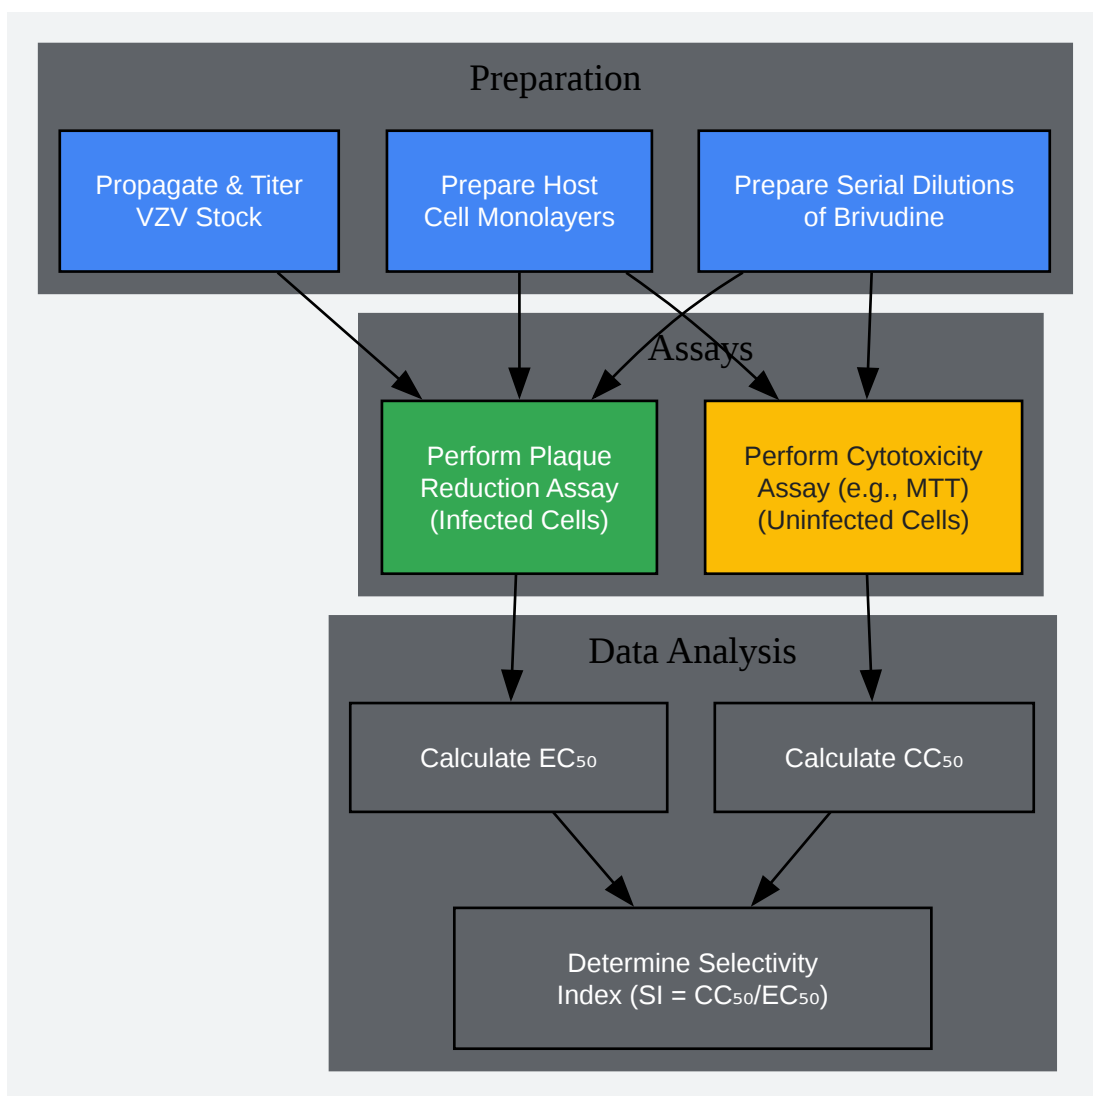 Preparation
Propagate & Titer
VZV Stock
Prepare Host
Cell Monolayers
Prepare Serial Dilutions
of Brivudine
Assays
Perform Plaque
Reduction Assay
(Infected Cells)
Perform Cytotoxicity
Assay (e.g., MTT)
(Uninfected Cells)
Data Analysis
Calculate EC₅₀
Calculate CC₅₀
Determine Selectivity
Index (SI = CC₅₀/EC₅₀)